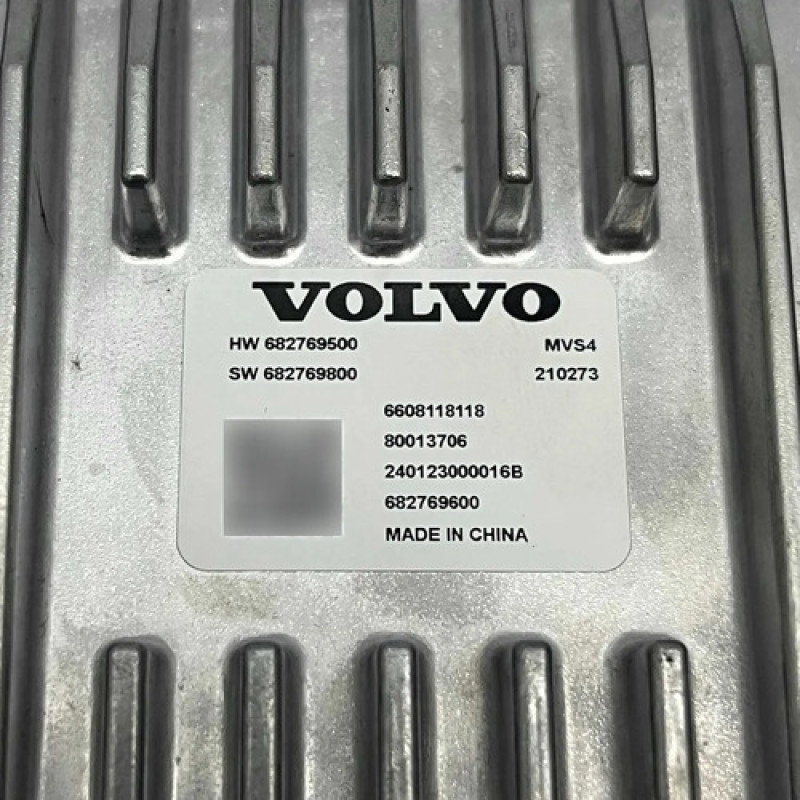 VOLVO
HW 682769500 MVS4
SW 682769800 210273
6608118118
80013706
240123000016B
682769600
MADE IN CHINA